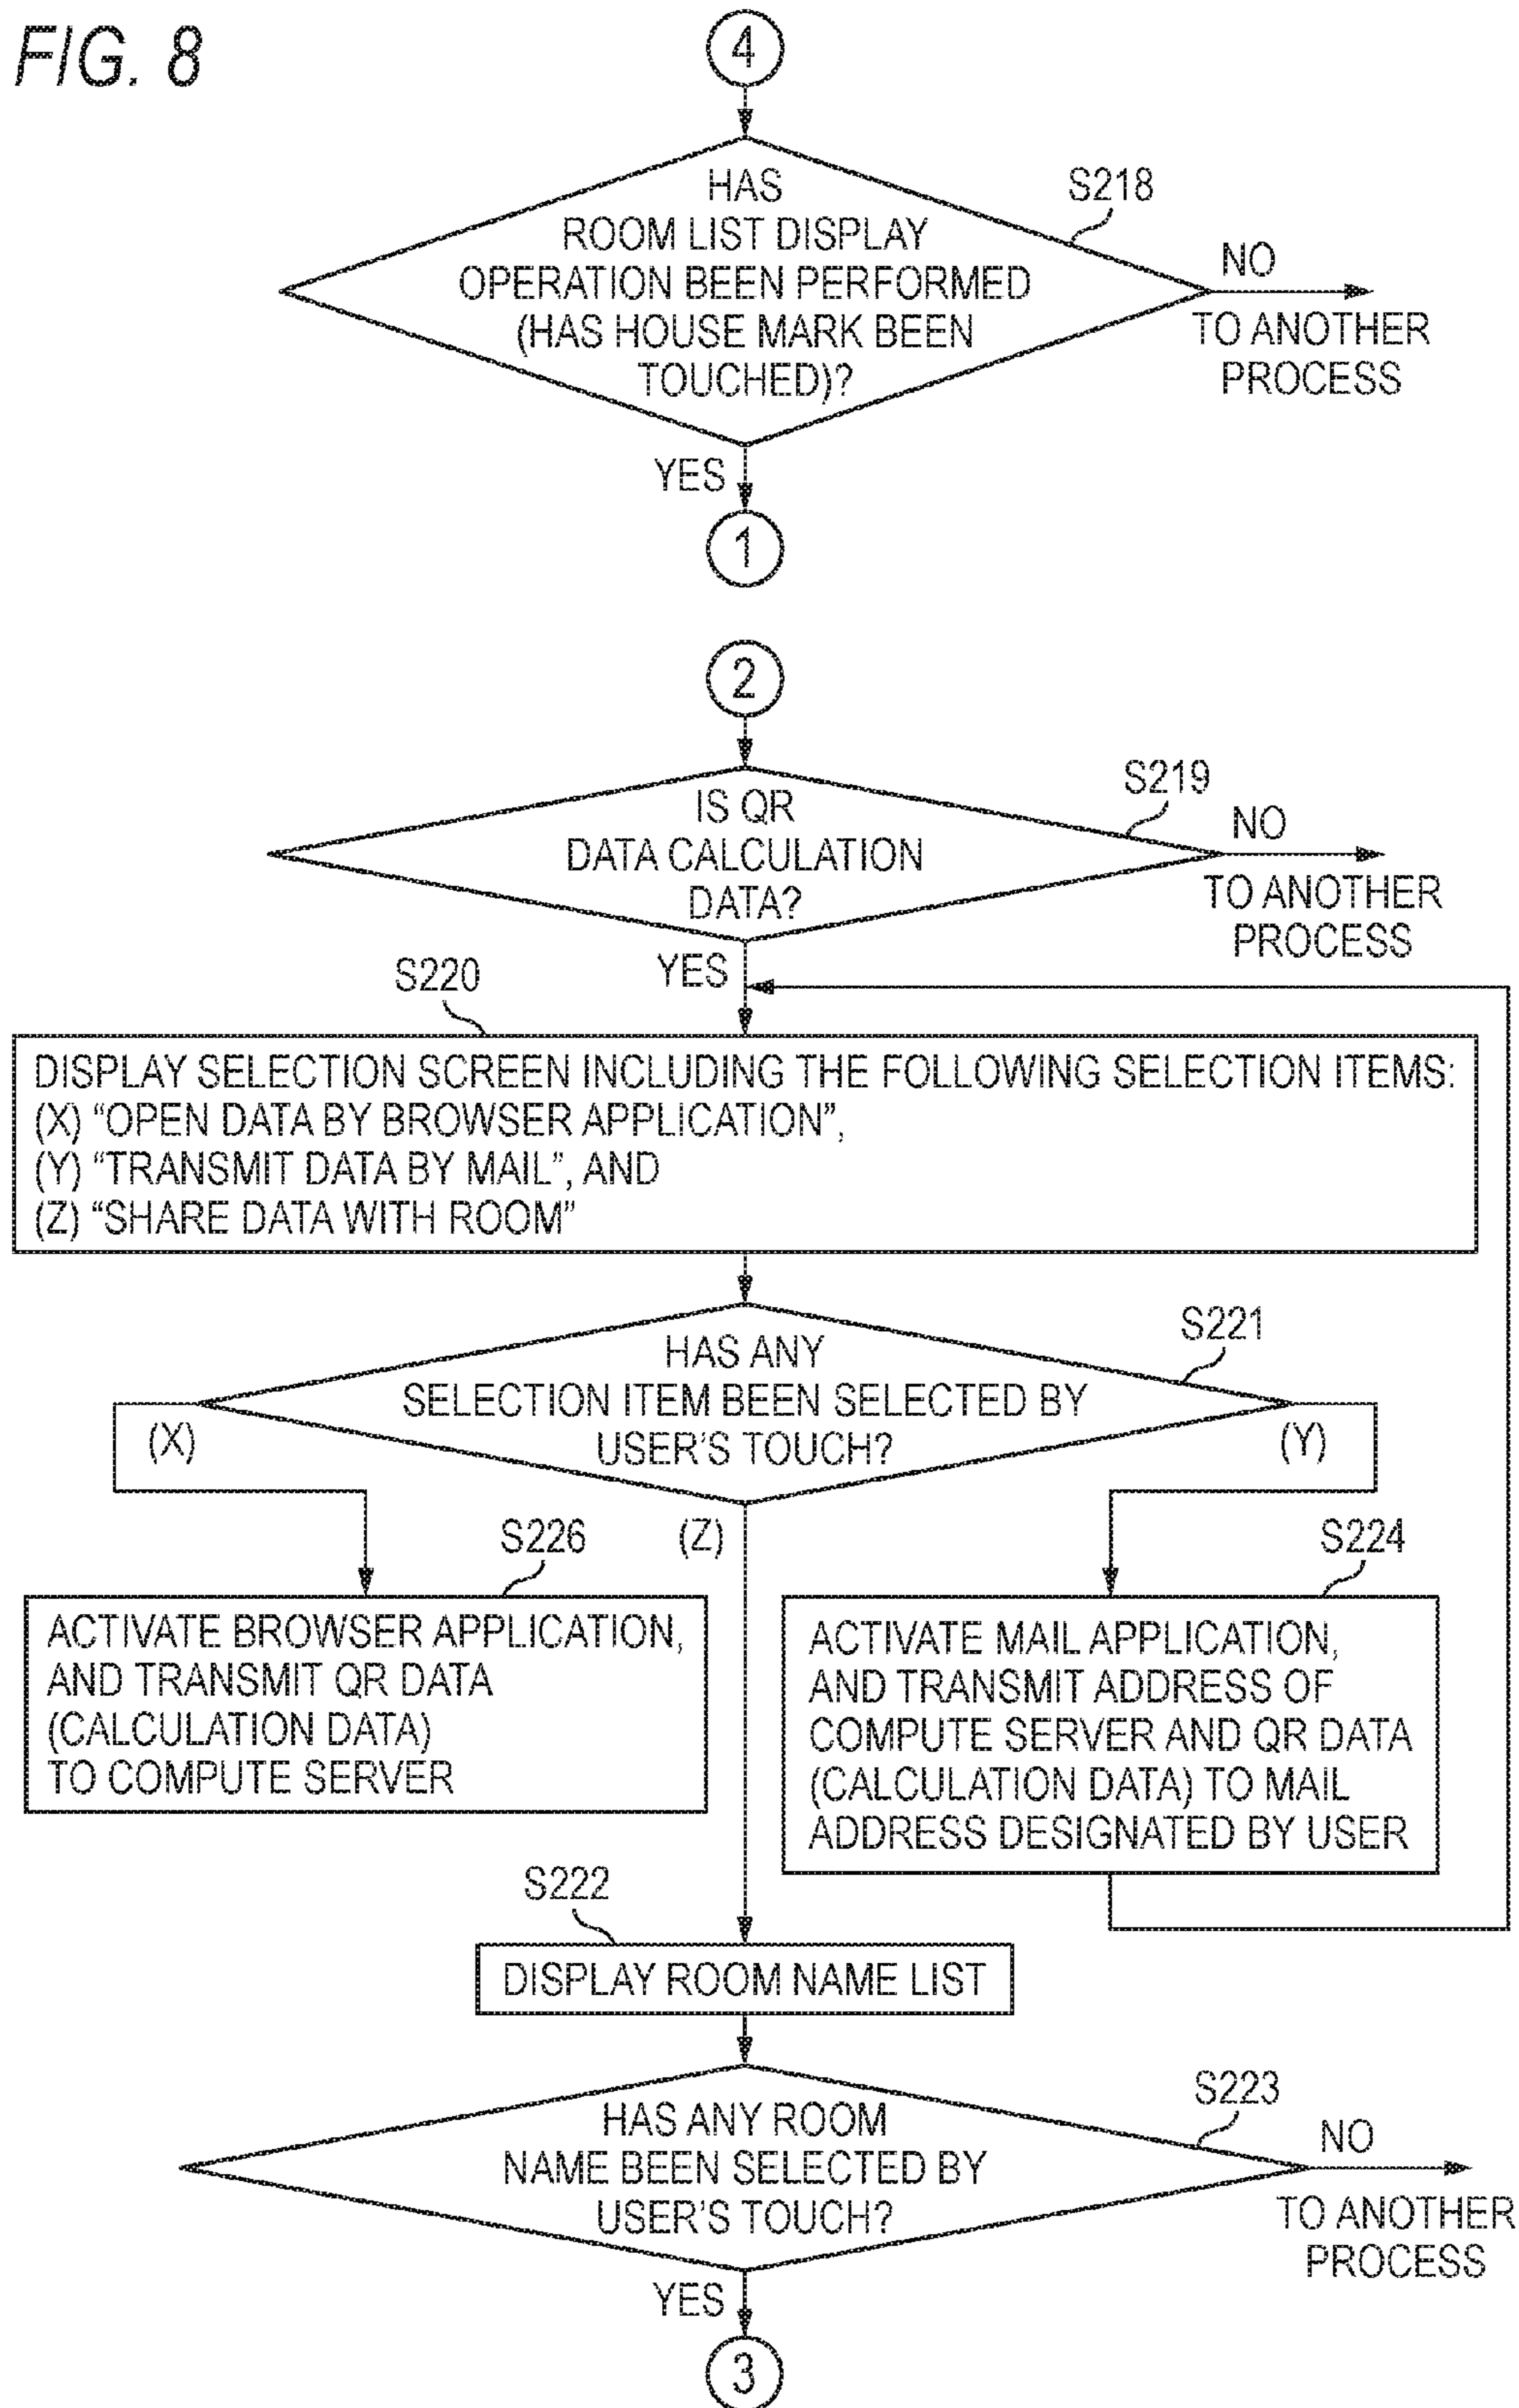 FIG. 8
4
HAS
ROOM LIST DISPLAY
OPERATION BEEN PERFORMED
(HAS HOUSE MARK BEEN
TOUCHED)?
S218
NO
TO ANOTHER
PROCESS
YES
1
2
IS QR
DATA CALCULATION
DATA?
S219
NO
TO ANOTHER
PROCESS
YES
S220
DISPLAY SELECTION SCREEN INCLUDING THE FOLLOWING SELECTION ITEMS:
(X) “OPEN DATA BY BROWSER APPLICATION”,
(Y) “TRANSMIT DATA BY MAIL”, AND
(Z) “SHARE DATA WITH ROOM”
HAS ANY
SELECTION ITEM BEEN SELECTED BY
USER’S TOUCH?
S221
(X)
(Y)
(Z)
S226
ACTIVATE BROWSER APPLICATION,
AND TRANSMIT QR DATA
(CALCULATION DATA)
TO COMPUTE SERVER
S224
ACTIVATE MAIL APPLICATION,
AND TRANSMIT ADDRESS OF
COMPUTE SERVER AND QR DATA
(CALCULATION DATA) TO MAIL
ADDRESS DESIGNATED BY USER
S222
DISPLAY ROOM NAME LIST
HAS ANY ROOM
NAME BEEN SELECTED BY
USER’S TOUCH?
S223
NO
TO ANOTHER
PROCESS
YES
3